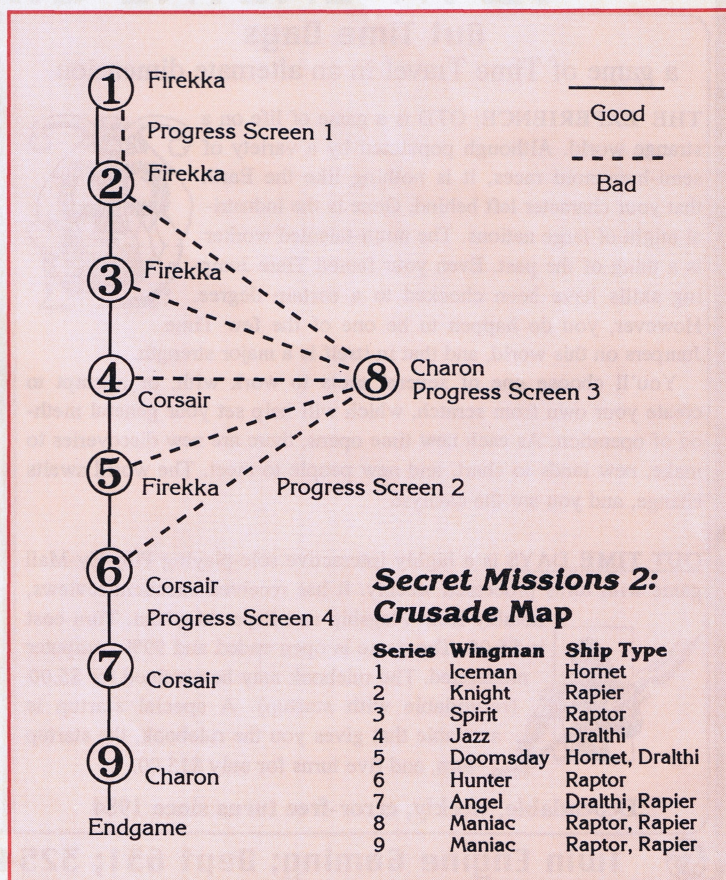 1 Firekka
Progress Screen 1
2 Firekka
3 Firekka
4 Corsair
5 Firekka
6 Corsair
Progress Screen 4
7 Corsair
9 Charon
Endgame
8 Charon
Progress Screen 3
Progress Screen 2
Good
Bad
Secret Missions 2:
Crusade Map
Series Wingman Ship Type
1 Iceman Hornet
2 Knight Rapier
3 Spirit Raptor
4 Jazz Dralthi
5 Doomsday Hornet, Dralthi
6 Hunter Raptor
7 Angel Dralthi, Rapier
8 Maniac Raptor, Rapier
9 Maniac Raptor, Rapier